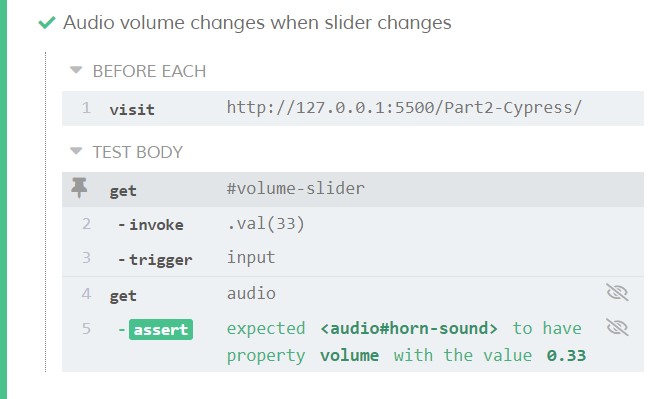 Audio volume changes when slider changes
BEFORE EACH
1 visit http://127.0.0.1:5500/Part2-Cypress/
TEST BODY
get #volume-slider
2 -invoke .val(33)
3 -trigger input
4 get audio
5 -assert expected <audio#horn-sound> to have
property volume with the value 0.33